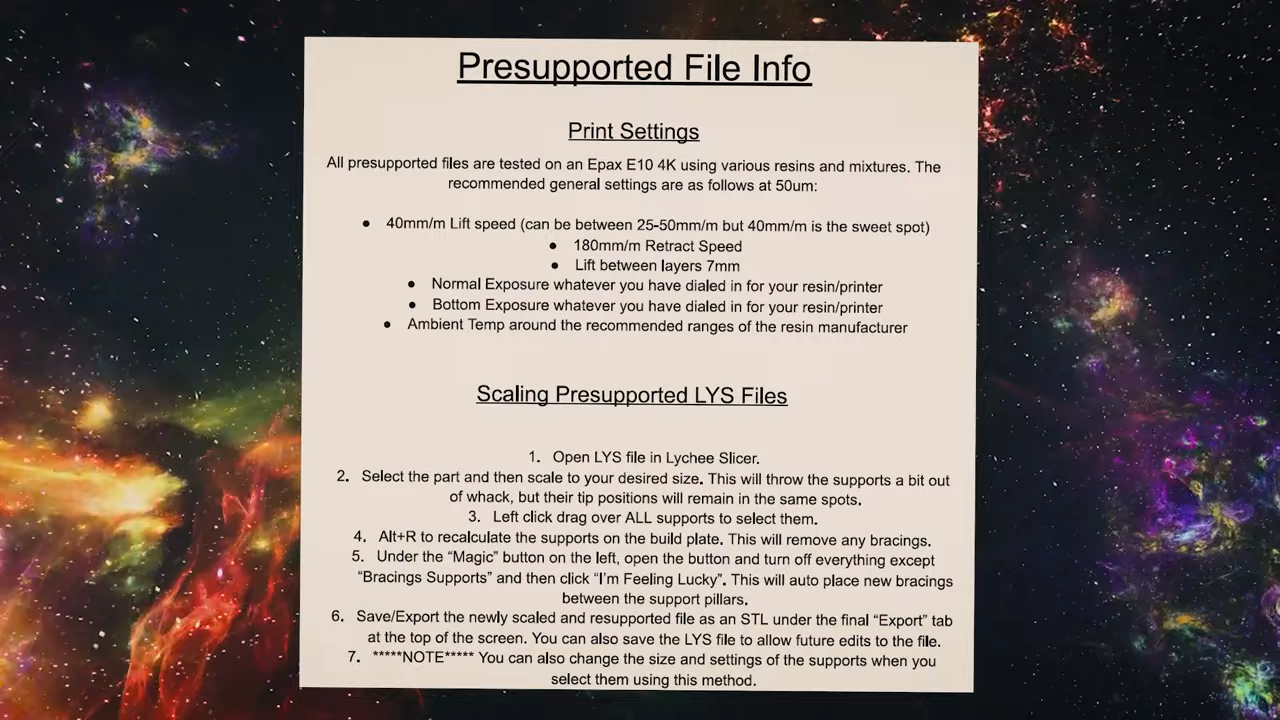 Presupported File Info
Print Settings
All presupported files are tested on an Epax E10 4K using various resins and mixtures. The
recommended general settings are as follows at 50um:
● 40mm/m Lift speed (can be between 25-50mm/m but 40mm/m is the sweet spot)
● 180mm/m Retract Speed
● Lift between layers 7mm
● Normal Exposure whatever you have dialed in for your resin/printer
● Bottom Exposure whatever you have dialed in for your resin/printer
● Ambient Temp around the recommended ranges of the resin manufacturer
Scaling Presupported LYS Files
1. Open LYS file in Lychee Slicer.
2. Select the part and then scale to your desired size. This will throw the supports a bit out
of whack, but their tip positions will remain in the same spots.
3. Left click drag over ALL supports to select them.
4. Alt+R to recalculate the supports on the build plate. This will remove any bracings.
5. Under the “Magic” button on the left, open the button and turn off everything except
“Bracings Supports” and then click “I’m Feeling Lucky”. This will auto place new bracings
between the support pillars.
6. Save/Export the newly scaled and resupported file as an STL under the final “Export” tab
at the top of the screen. You can also save the LYS file to allow future edits to the file.
7. *****NOTE***** You can also change the size and settings of the supports when you
select them using this method.